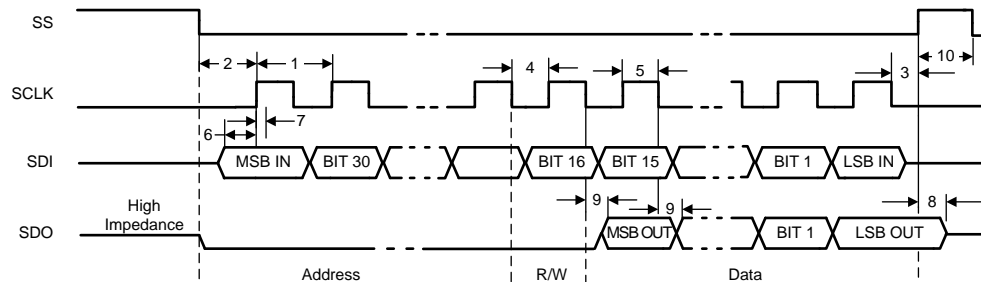 SS
2
1
4
5
3
10
SCLK
6
7
SDI
MSB IN
BIT 30
BIT 16
BIT 15
BIT 1
LSB IN
High
Impedance
9
9
8
SDO
MSB OUT
BIT 1
LSB OUT
Address
R/W
Data